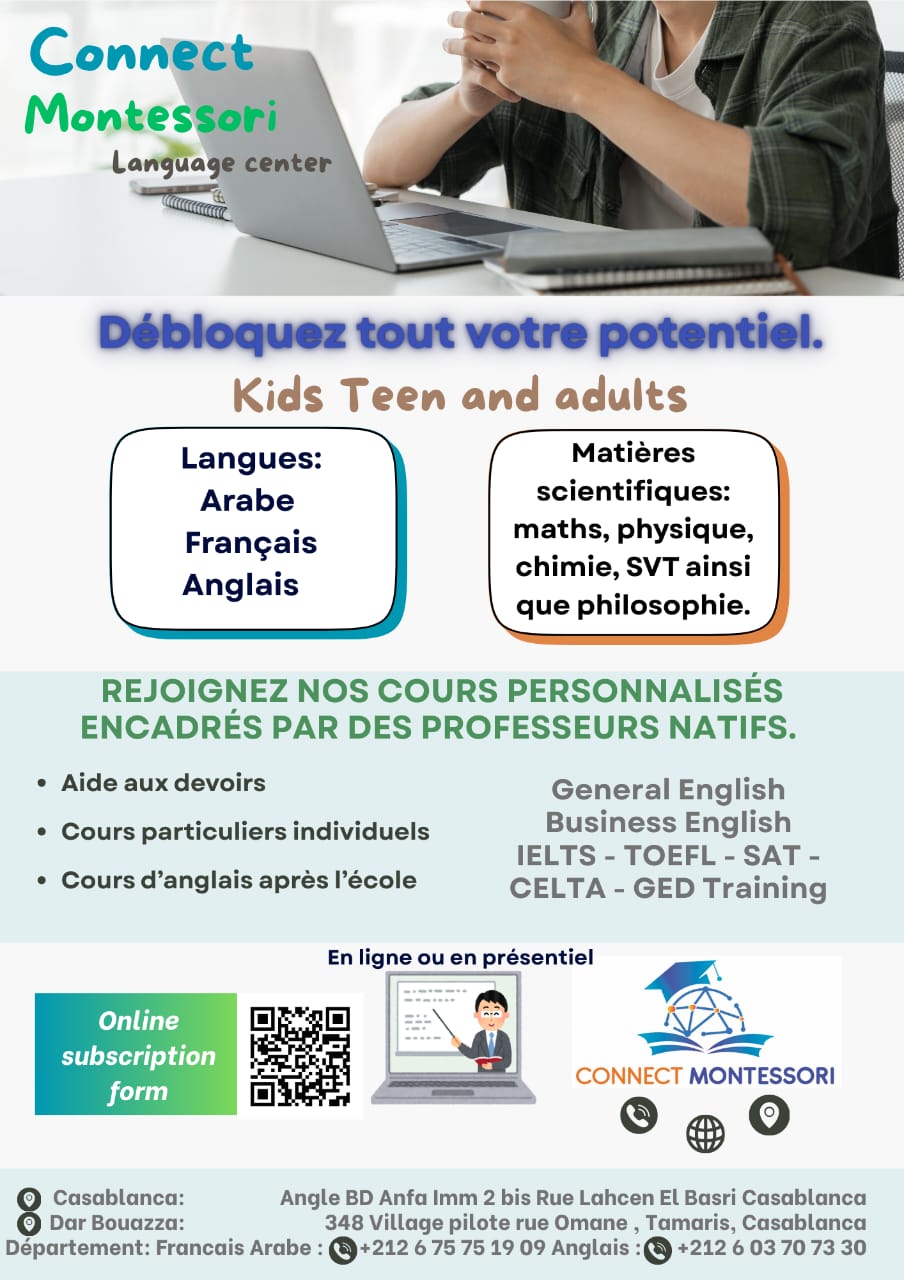 Connect
Montessori
Language center
Débloquez tout votre potentiel.
Kids Teen and adults
Langues:
Arabe
Français
Anglais
Matières
scientifiques:
maths, physique,
chimie, SVT ainsi
que philosophie.
REJOIGNEZ NOS COURS PERSONNALISÉS
ENCADRÉS PAR DES PROFESSEURS NATIFS.
• Aide aux devoirs
• Cours particuliers individuels
• Cours d’anglais après l’école
General English
Business English
IELTS - TOEFL - SAT -
CELTA - GED Training
En ligne ou en présentiel
Online
subscription
form
CONNECT MONTESSORI
Casablanca: Angle BD Anfa Imm 2 bis Rue Lahcen El Basri Casablanca
Dar Bouazza: 348 Village pilote rue Omane , Tamaris, Casablanca
Département: Francais Arabe : +212 6 75 75 19 09 Anglais : +212 6 03 70 73 30